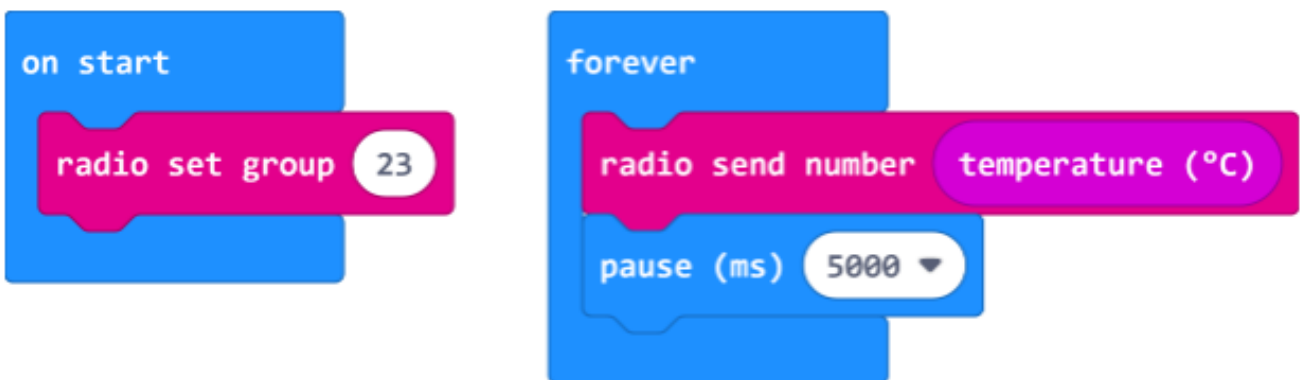 on start
radio set group 23
forever
radio send number temperature (°C)
pause (ms) 5000